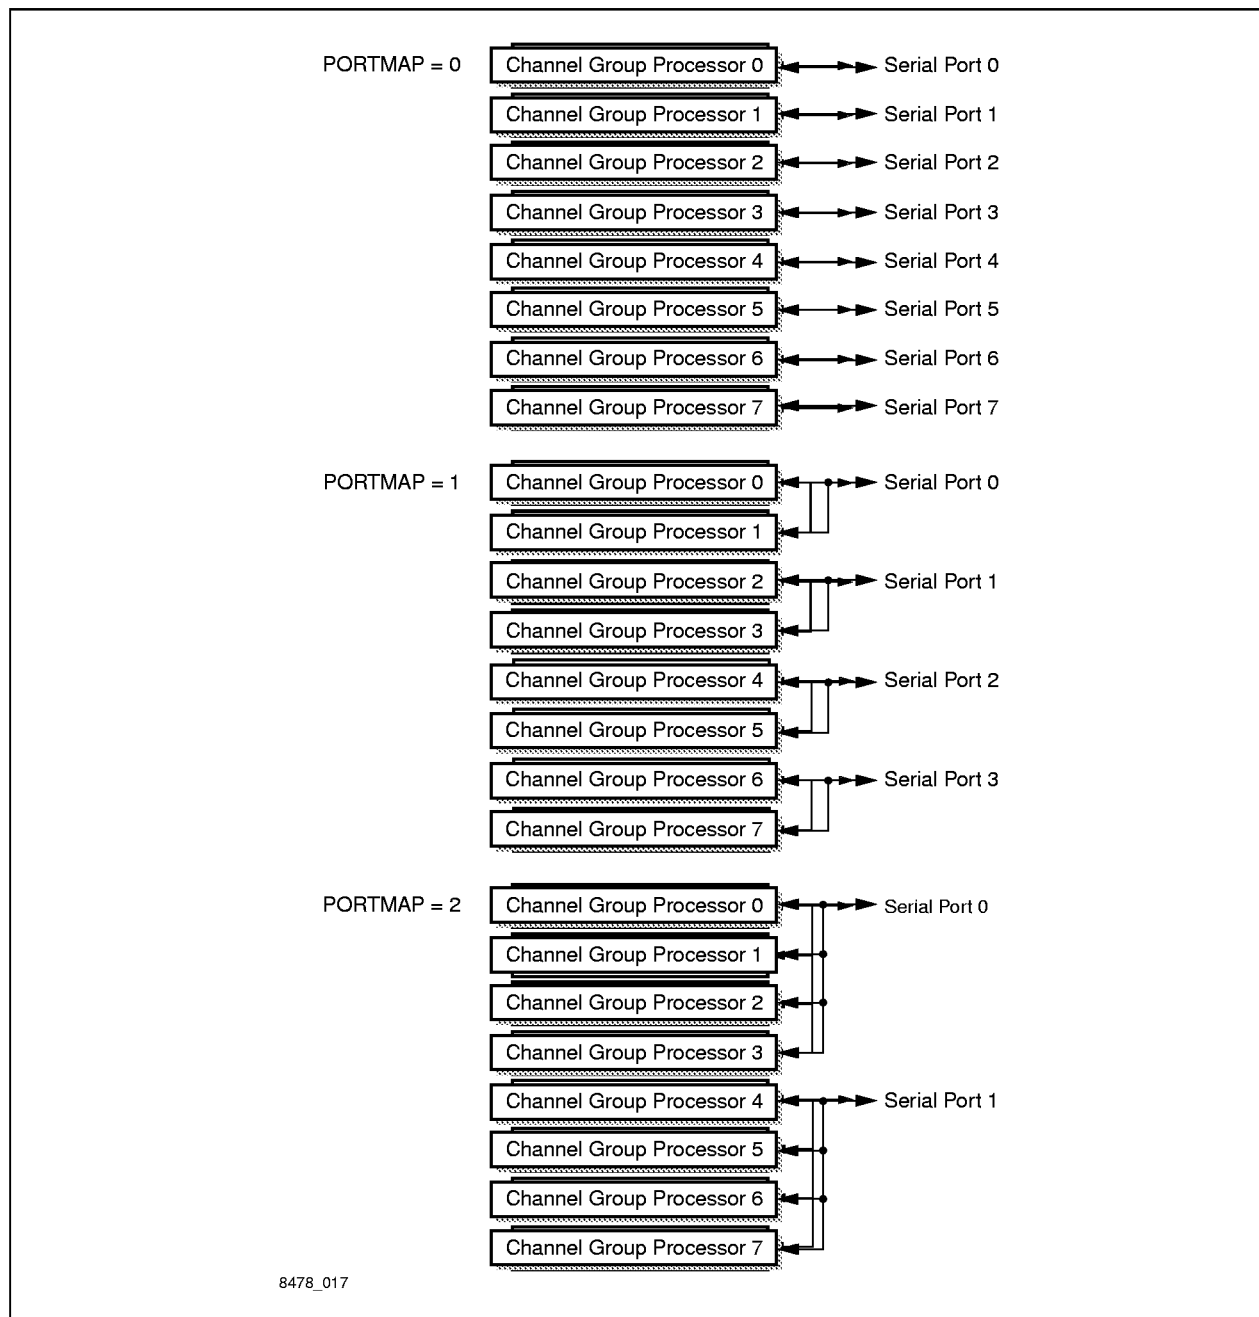 PORTMAP = 0 Channel Group Processor 0 Serial Port 0
Channel Group Processor 1 Serial Port 1
Channel Group Processor 2 Serial Port 2
Channel Group Processor 3 Serial Port 3
Channel Group Processor 4 Serial Port 4
Channel Group Processor 5 Serial Port 5
Channel Group Processor 6 Serial Port 6
Channel Group Processor 7 Serial Port 7
PORTMAP = 1 Channel Group Processor 0 Serial Port 0
Channel Group Processor 1
Channel Group Processor 2 Serial Port 1
Channel Group Processor 3
Channel Group Processor 4 Serial Port 2
Channel Group Processor 5
Channel Group Processor 6 Serial Port 3
Channel Group Processor 7
PORTMAP = 2 Channel Group Processor 0 Serial Port 0
Channel Group Processor 1
Channel Group Processor 2
Channel Group Processor 3
Channel Group Processor 4 Serial Port 1
Channel Group Processor 5
Channel Group Processor 6
Channel Group Processor 7
8478_017